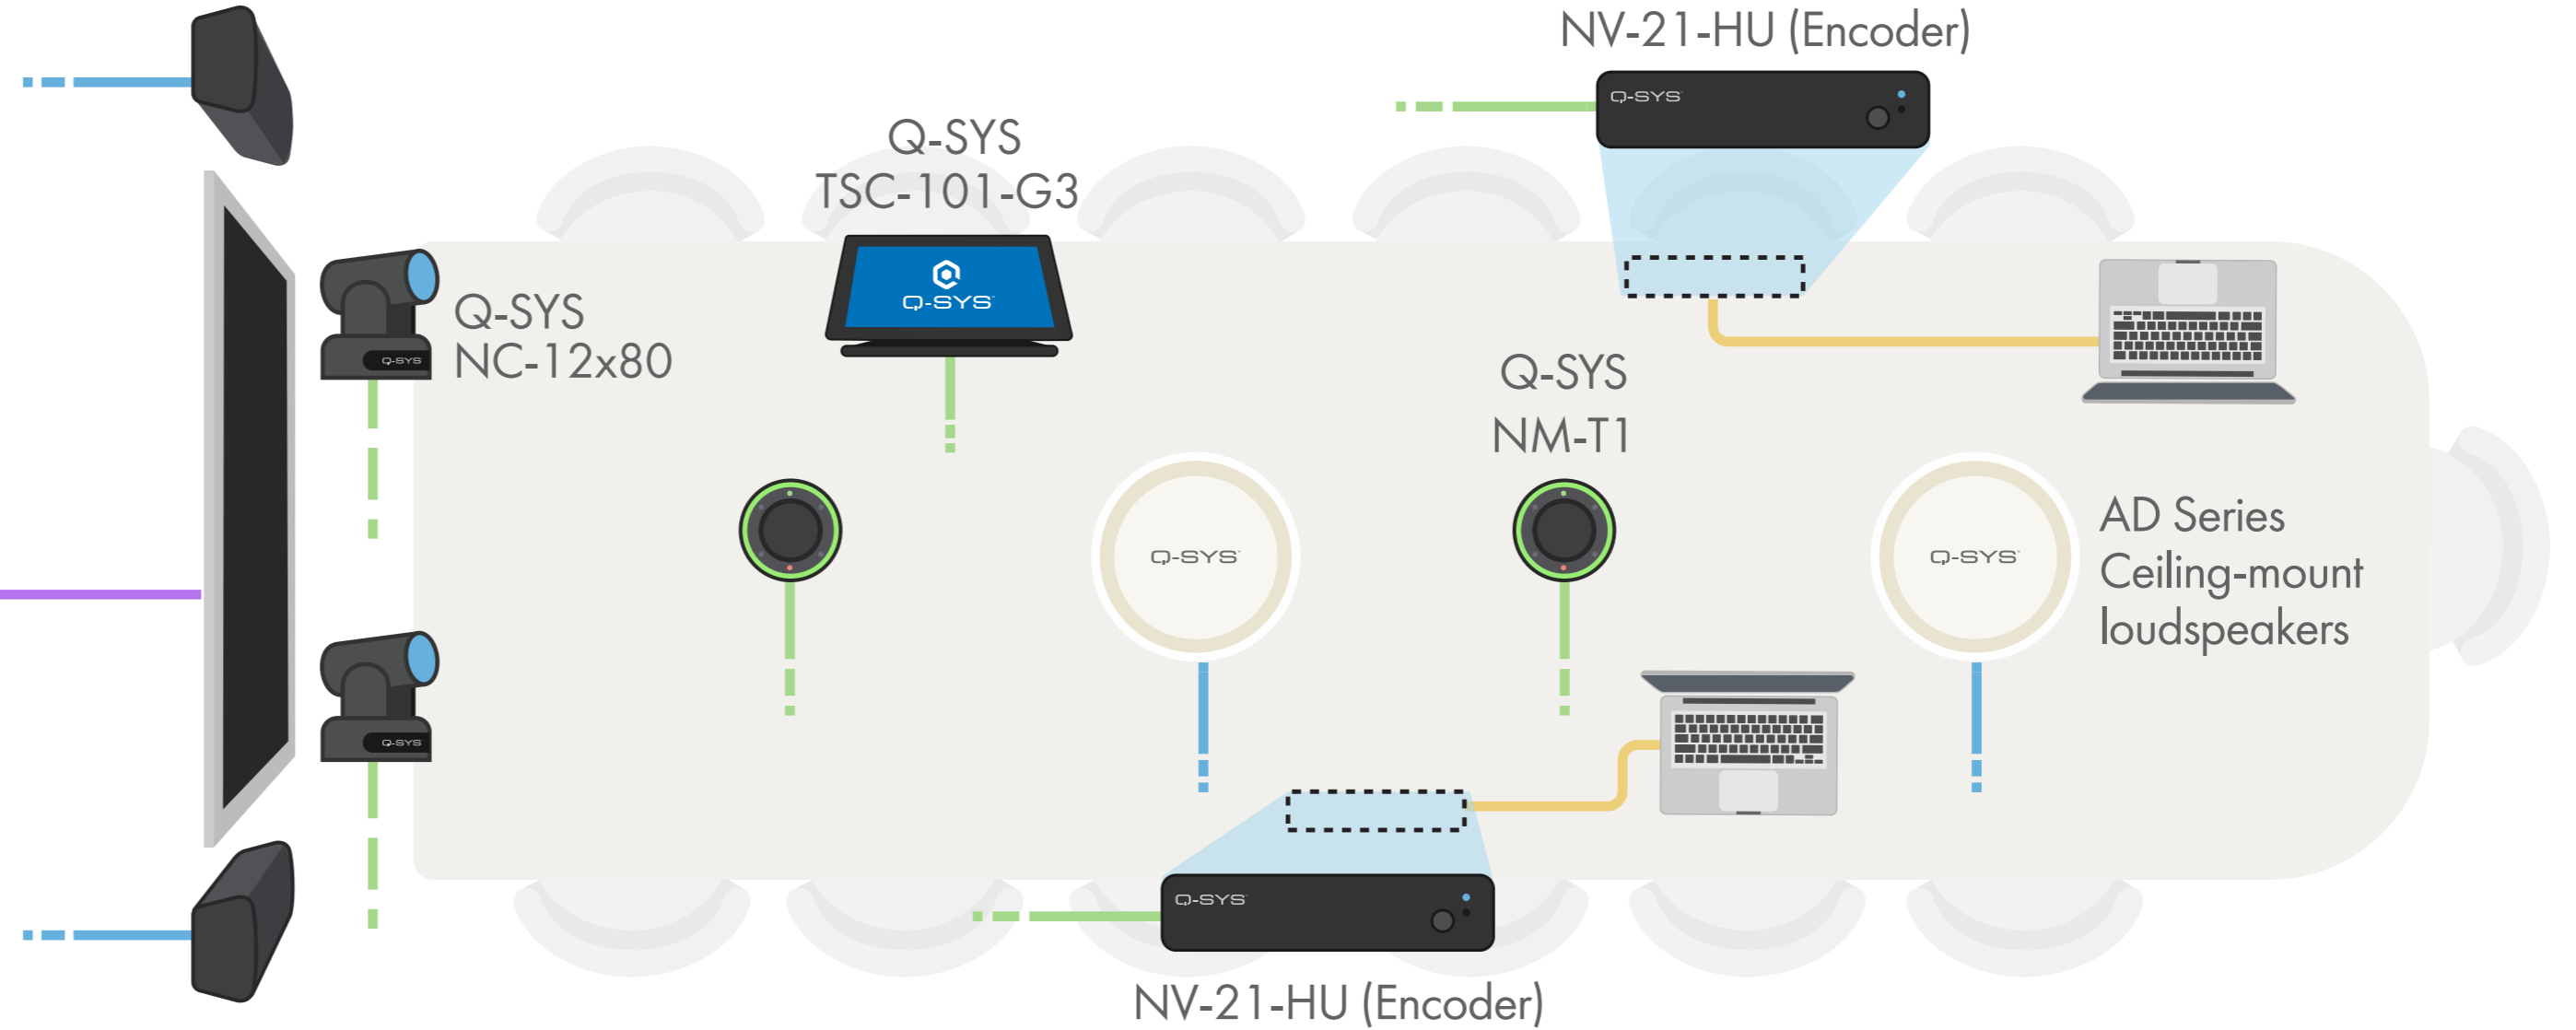 NV-21-HU (Encoder)
Q-SYS
Q-SYS
TSC-101-G3
Q-SYS
Q-SYS
NC-12x80
Q-SYS
Q-SYS
NM-T1
Q-SYS
Q-SYS
AD Series
Ceiling-mount
loudspeakers
Q-SYS
Q-SYS
NV-21-HU (Encoder)